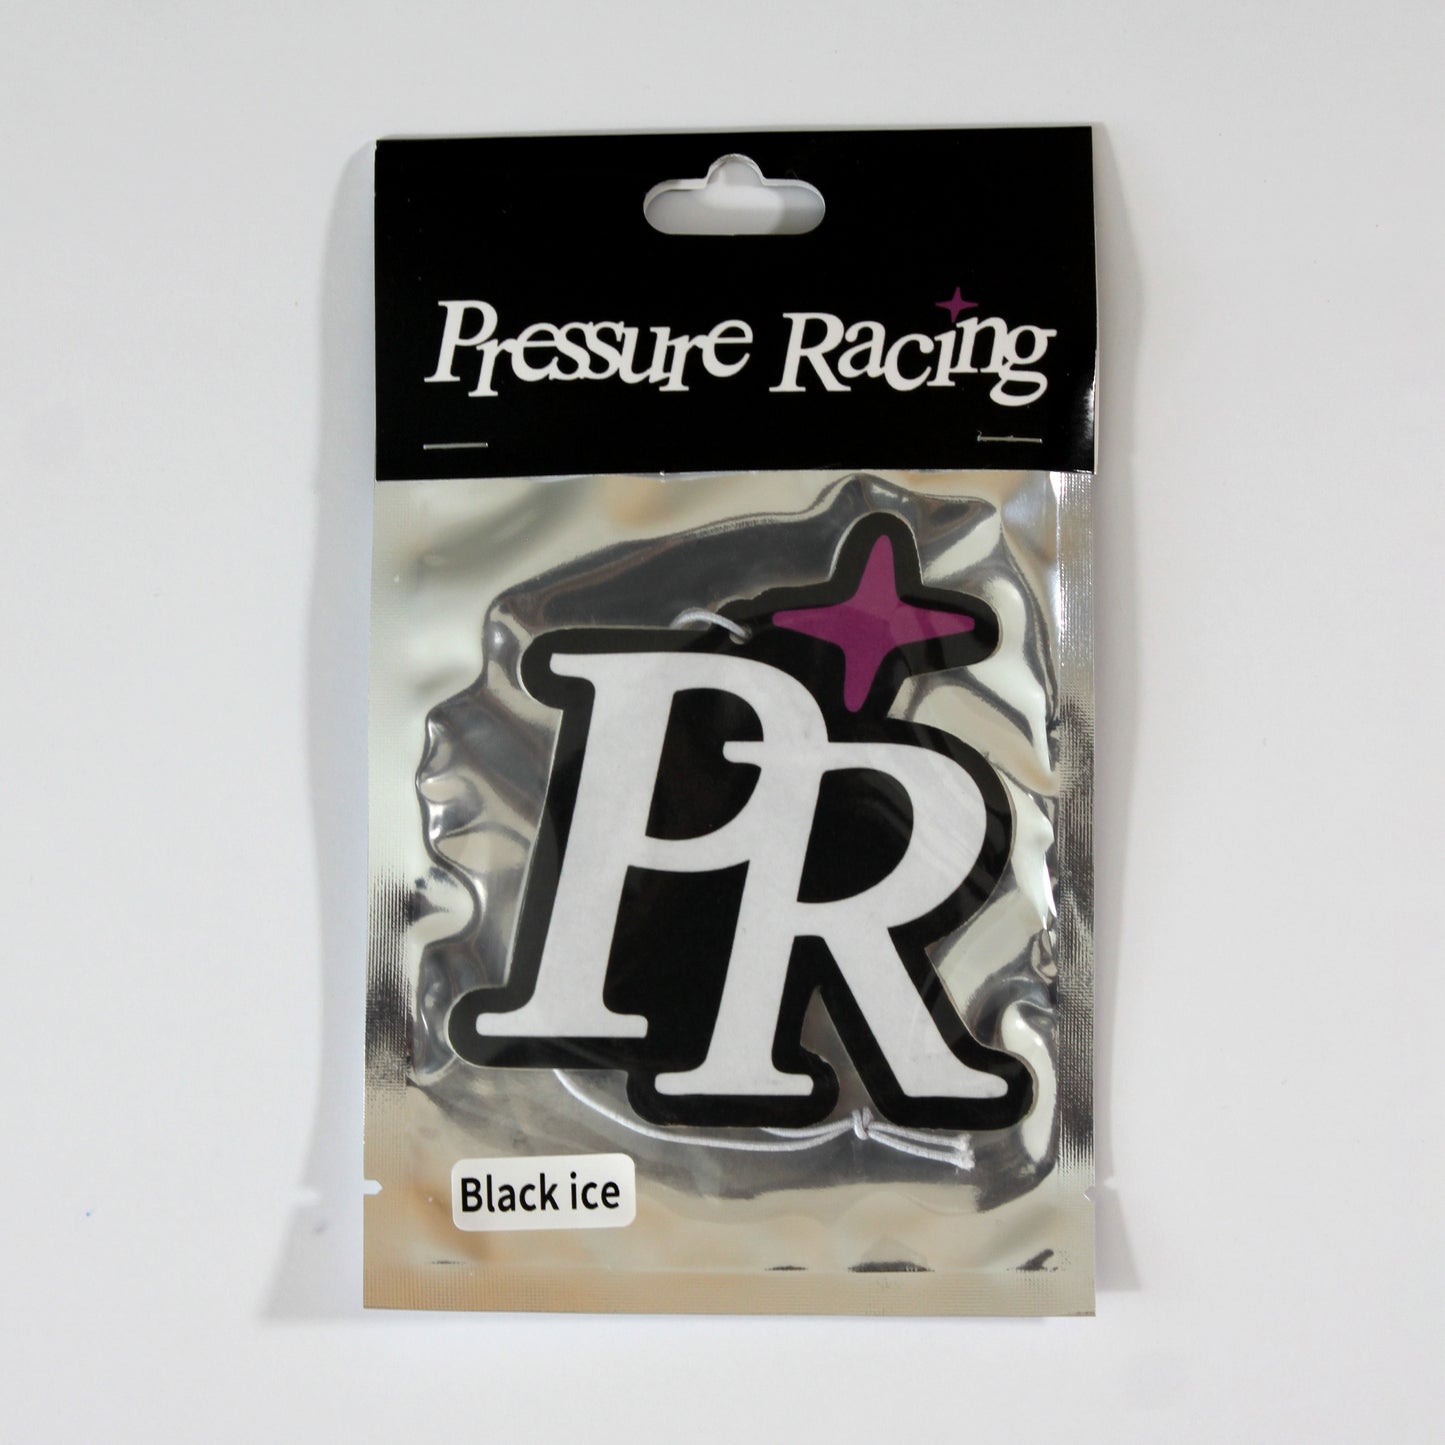 Pressure Racing
PR
Black ice